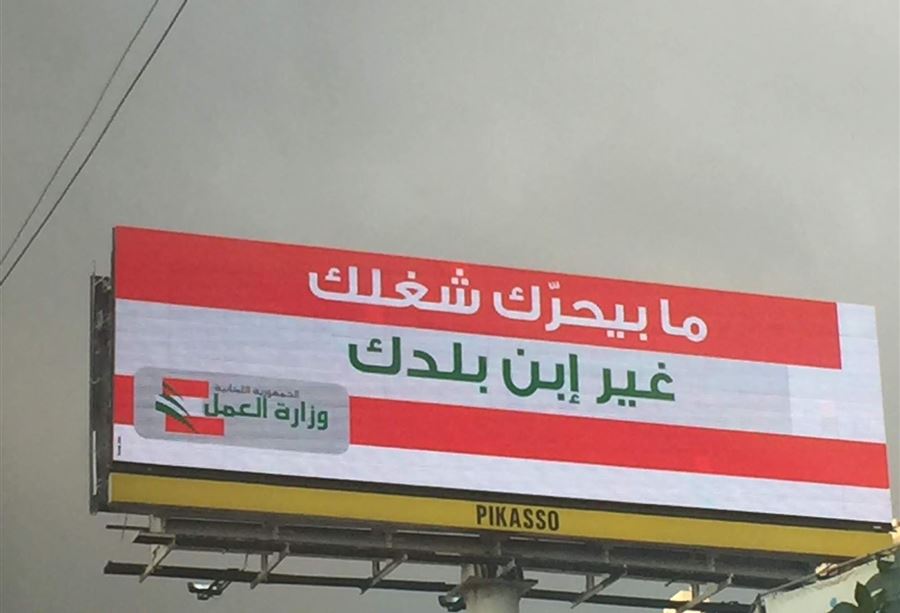 ما بيحرّك شغلك
غير إبن بلدك
الجمهورية اللبنانية
وزارة العمل
PIKASSO